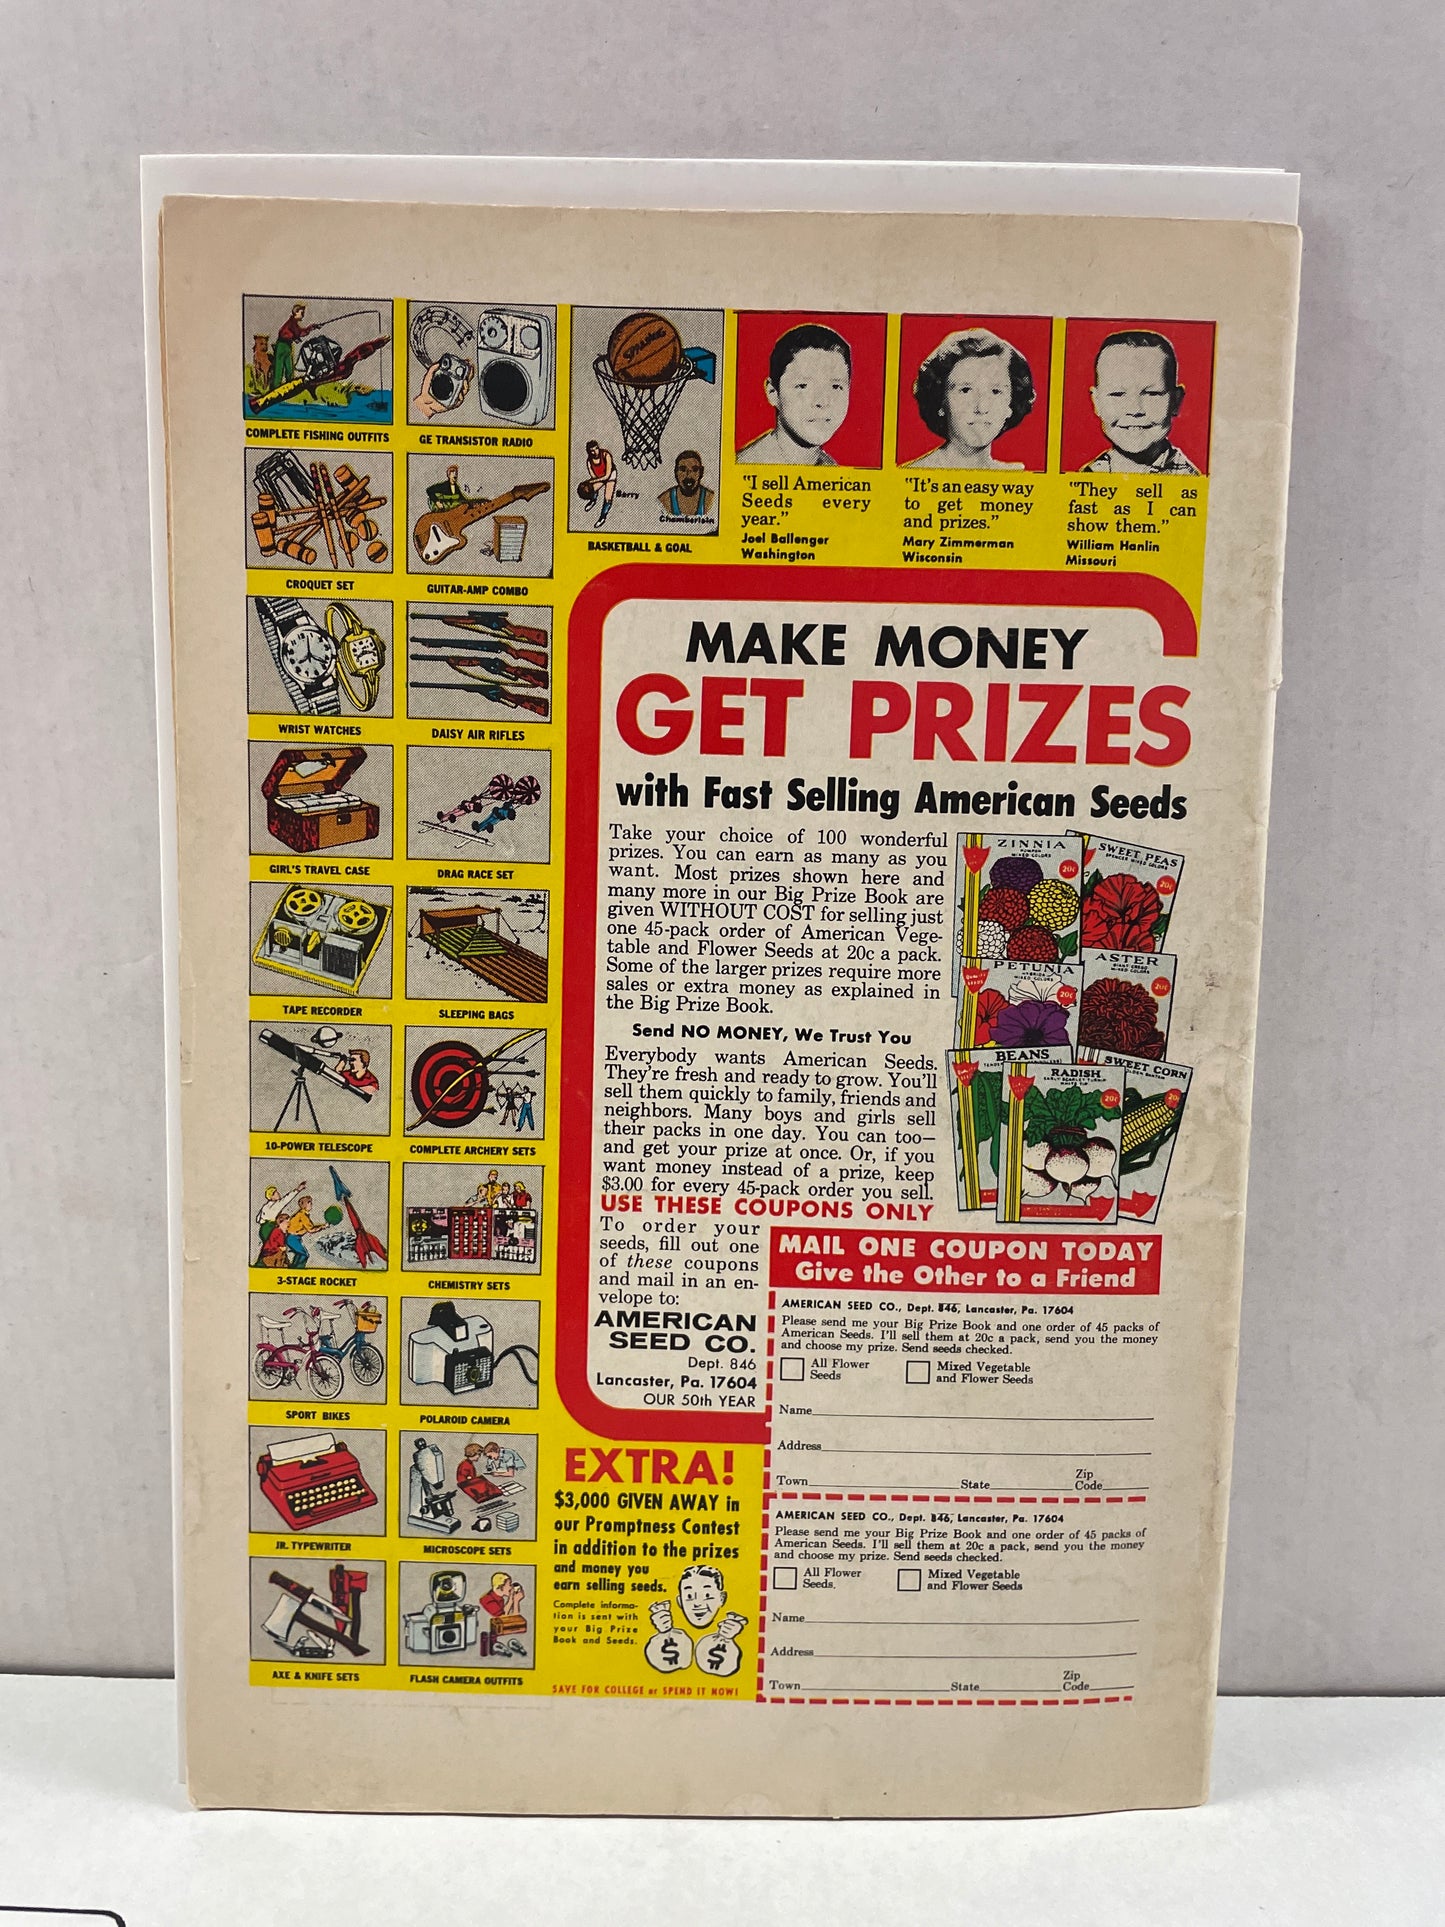 COMPLETE FISHING OUTFITS
GE TRANSISTOR RADIO
SPALDING
Barry
Chamberlain
BASKETBALL & GOAL
"I sell American
Seeds every
year."
Joel Ballenger
Washington
"It's an easy way
to get money
and prizes."
Mary Zimmerman
Wisconsin
"They sell as
fast as I can
show them."
William Hanlin
Missouri
CROQUET SET
GUITAR-AMP COMBO
WRIST WATCHES
DAISY AIR RIFLES
GIRL'S TRAVEL CASE
DRAG RACE SET
TAPE RECORDER
SLEEPING BAGS
10-POWER TELESCOPE
COMPLETE ARCHERY SETS
3-STAGE ROCKET
CHEMISTRY SETS
SPORT BIKES
POLAROID CAMERA
JR. TYPEWRITER
MICROSCOPE SETS
AXE & KNIFE SETS
FLASH CAMERA OUTFITS
MAKE MONEY
GET PRIZES
with Fast Selling American Seeds
Take your choice of 100 wonderful
prizes. You can earn as many as you
want. Most prizes shown here and
many more in our Big Prize Book are
given WITHOUT COST for selling just
one 45-pack order of American Vege-
table and Flower Seeds at 20c a pack.
Some of the larger prizes require more
sales or extra money as explained in
the Big Prize Book.
Send NO MONEY, We Trust You
Everybody wants American Seeds.
They're fresh and ready to grow. You'll
sell them quickly to family, friends and
neighbors. Many boys and girls sell
their packs in one day. You can too—
and get your prize at once. Or, if you
want money instead of a prize, keep
$3.00 for every 45-pack order you sell.
USE THESE COUPONS ONLY
To order your
seeds, fill out one
of these coupons
and mail in an en-
velope to:
AMERICAN
SEED CO.
Dept. 846
Lancaster, Pa. 17604
OUR 50th YEAR
ZINNIA
MIXED COLORS
20c
SWEET PEAS
SPENCER MIXED COLORS
20c
PETUNIA
MIXED COLORS
20c
ASTER
MIXED COLORS
20c
BEANS
RADISH
EARLY SCARLET TURNIP
WHITE TIP
20c
SWEET CORN
GOLDEN BANTAM
20c
MAIL ONE COUPON TODAY
Give the Other to a Friend
AMERICAN SEED CO., Dept. 846, Lancaster, Pa. 17604
Please send me your Big Prize Book and one order of 45 packs of
American Seeds. I'll sell them at 20c a pack, send you the money
and choose my prize. Send seeds checked.
All Flower
Seeds
Mixed Vegetable
and Flower Seeds
Name
Address
Town State Zip
Code
AMERICAN SEED CO., Dept. 846, Lancaster, Pa. 17604
Please send me your Big Prize Book and one order of 45 packs of
American Seeds. I'll sell them at 20c a pack, send you the money
and choose my prize. Send seeds checked.
All Flower
Seeds.
Mixed Vegetable
and Flower Seeds
Name
Address
Town State Zip
Code
EXTRA!
$3,000 GIVEN AWAY in
our Promptness Contest
in addition to the prizes
and money you
earn selling seeds.
Complete informa-
tion is sent with
your Big Prize
Book and Seeds.
$ $
SAVE FOR COLLEGE or SPEND IT NOW!